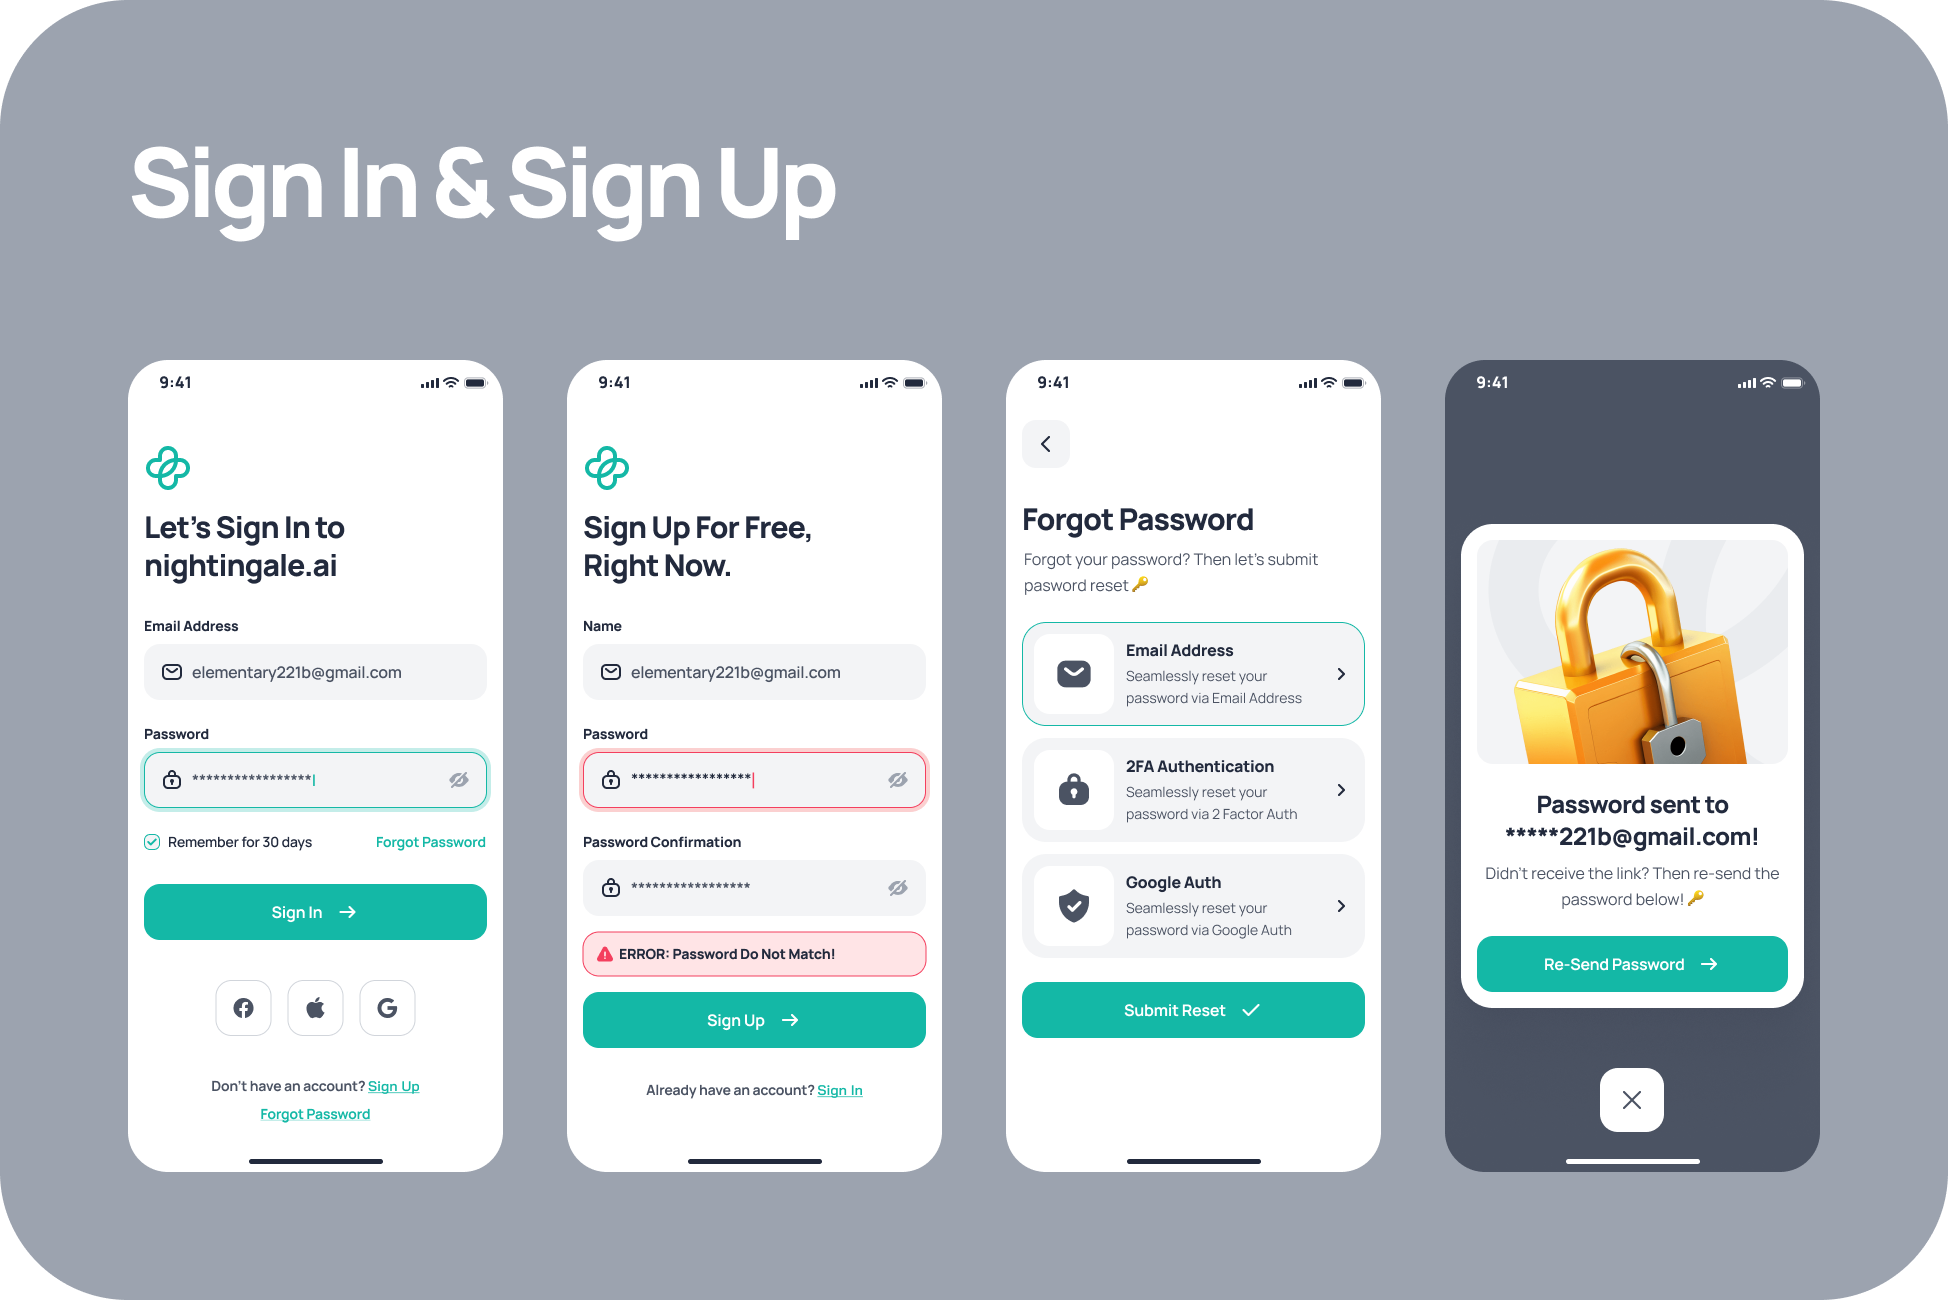 Sign In & Sign Up
9:41
Let's Sign In to
nightingale.ai
Email Address
elementary221b@gmail.com
Password
*****************
Remember for 30 days
Forgot Password
Sign In
Don't have an account? Sign Up
Forgot Password
9:41
Sign Up For Free,
Right Now.
Name
elementary221b@gmail.com
Password
*****************
Password Confirmation
*****************
ERROR: Password Do Not Match!
Sign Up
Already have an account? Sign In
9:41
Forgot Password
Forgot your password? Then let's submit
pasword reset🔑
Email Address
Seamlessly reset your
password via Email Address
2FA Authentication
Seamlessly reset your
password via 2 Factor Auth
Google Auth
Seamlessly reset your
password via Google Auth
Submit Reset
9:41
Password sent to
*****221b@gmail.com!
Didn't receive the link? Then re-send the
password below!🔑
Re-Send Password